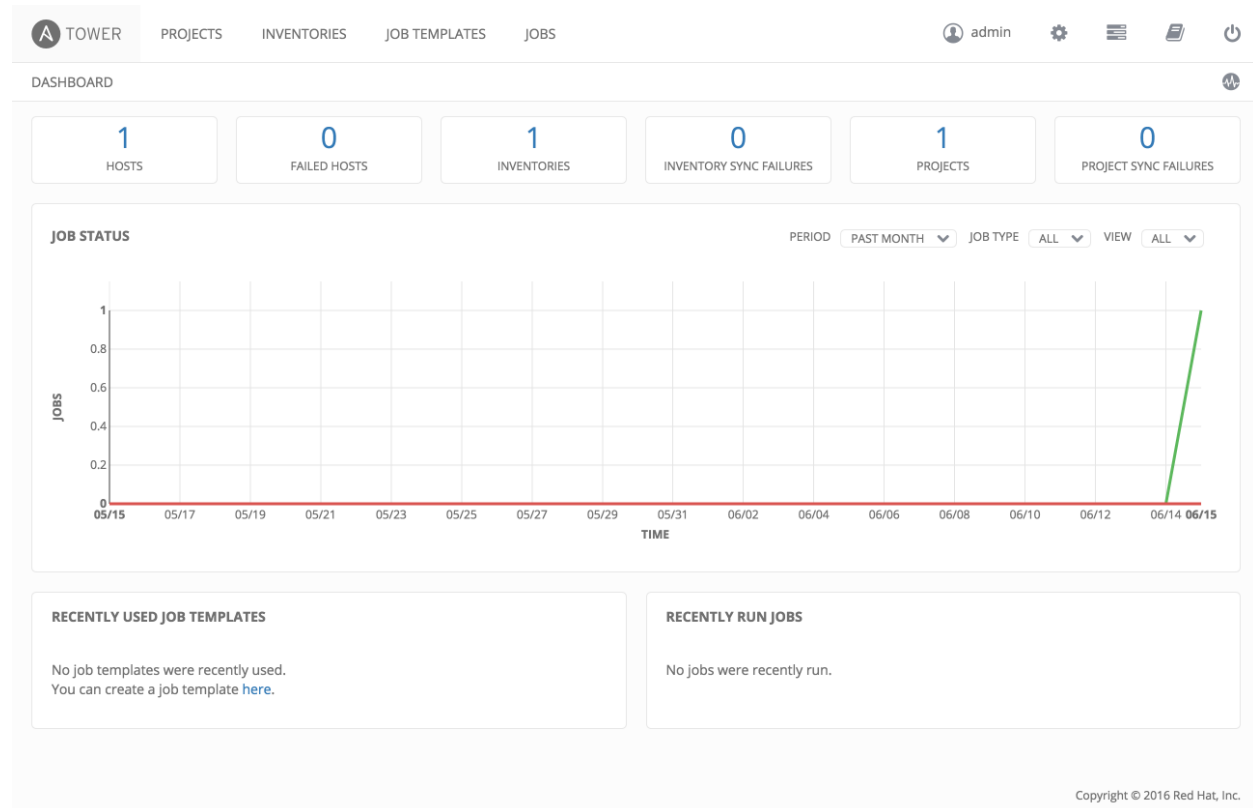 A TOWER PROJECTS INVENTORIES JOB TEMPLATES JOBS admin
DASHBOARD
1 0 1 0 1 0
HOSTS FAILED HOSTS INVENTORIES INVENTORY SYNC FAILURES PROJECTS PROJECT SYNC FAILURES
JOB STATUS PERIOD PAST MONTH JOB TYPE ALL VIEW ALL
1
0.8
0.6
JOBS
0.4
0.2
0
05/15 05/17 05/19 05/21 05/23 05/25 05/27 05/29 05/31 06/02 06/04 06/06 06/08 06/10 06/12 06/14 06/15
TIME
RECENTLY USED JOB TEMPLATES
No job templates were recently used.
You can create a job template here.
RECENTLY RUN JOBS
No jobs were recently run.
Copyright © 2016 Red Hat, Inc.